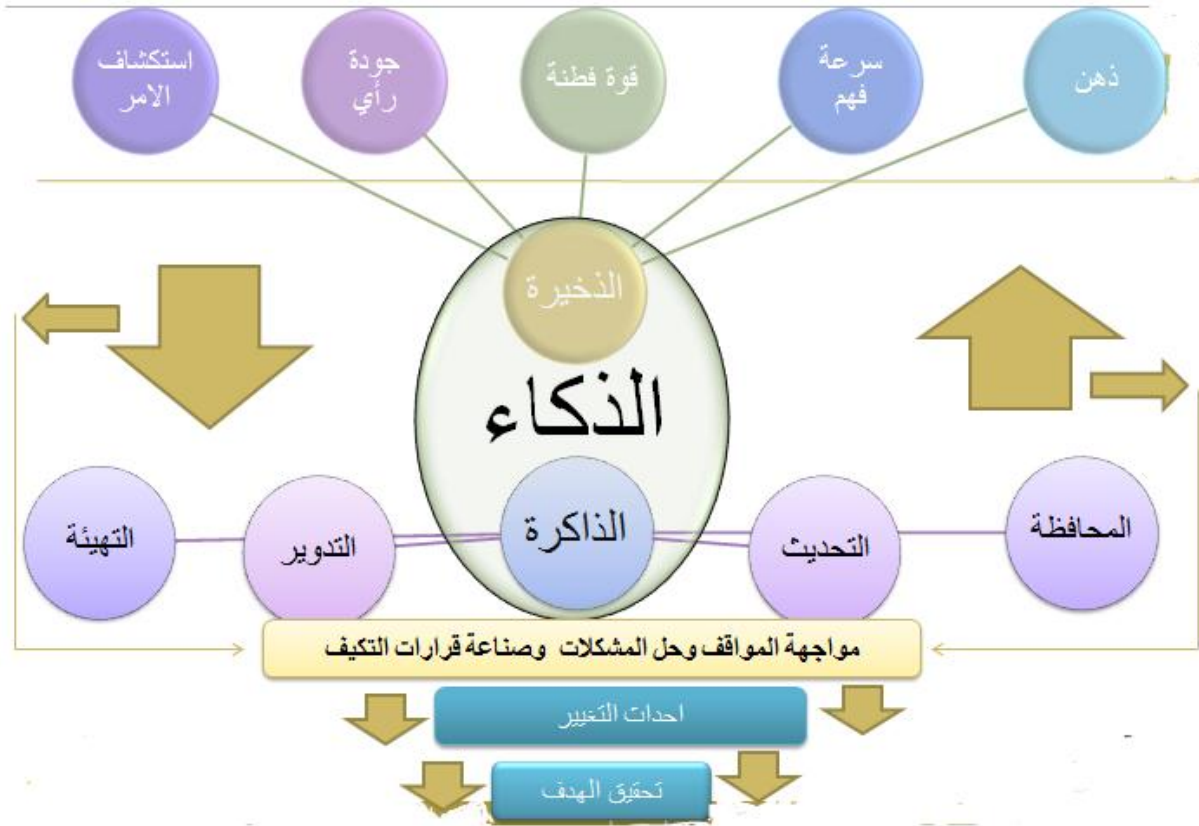 ذهن
سرعة
فهم
قوة فطنة
جودة
رأي
استكشاف
الامر
الذخيرة
الذكاء
المحافظة
التحديث
الذاكرة
التدوير
التهيئة
مواجهة المواقف وحل المشكلات وصناعة قرارات التكيف
احداث التغيير
تحقيق الهدف